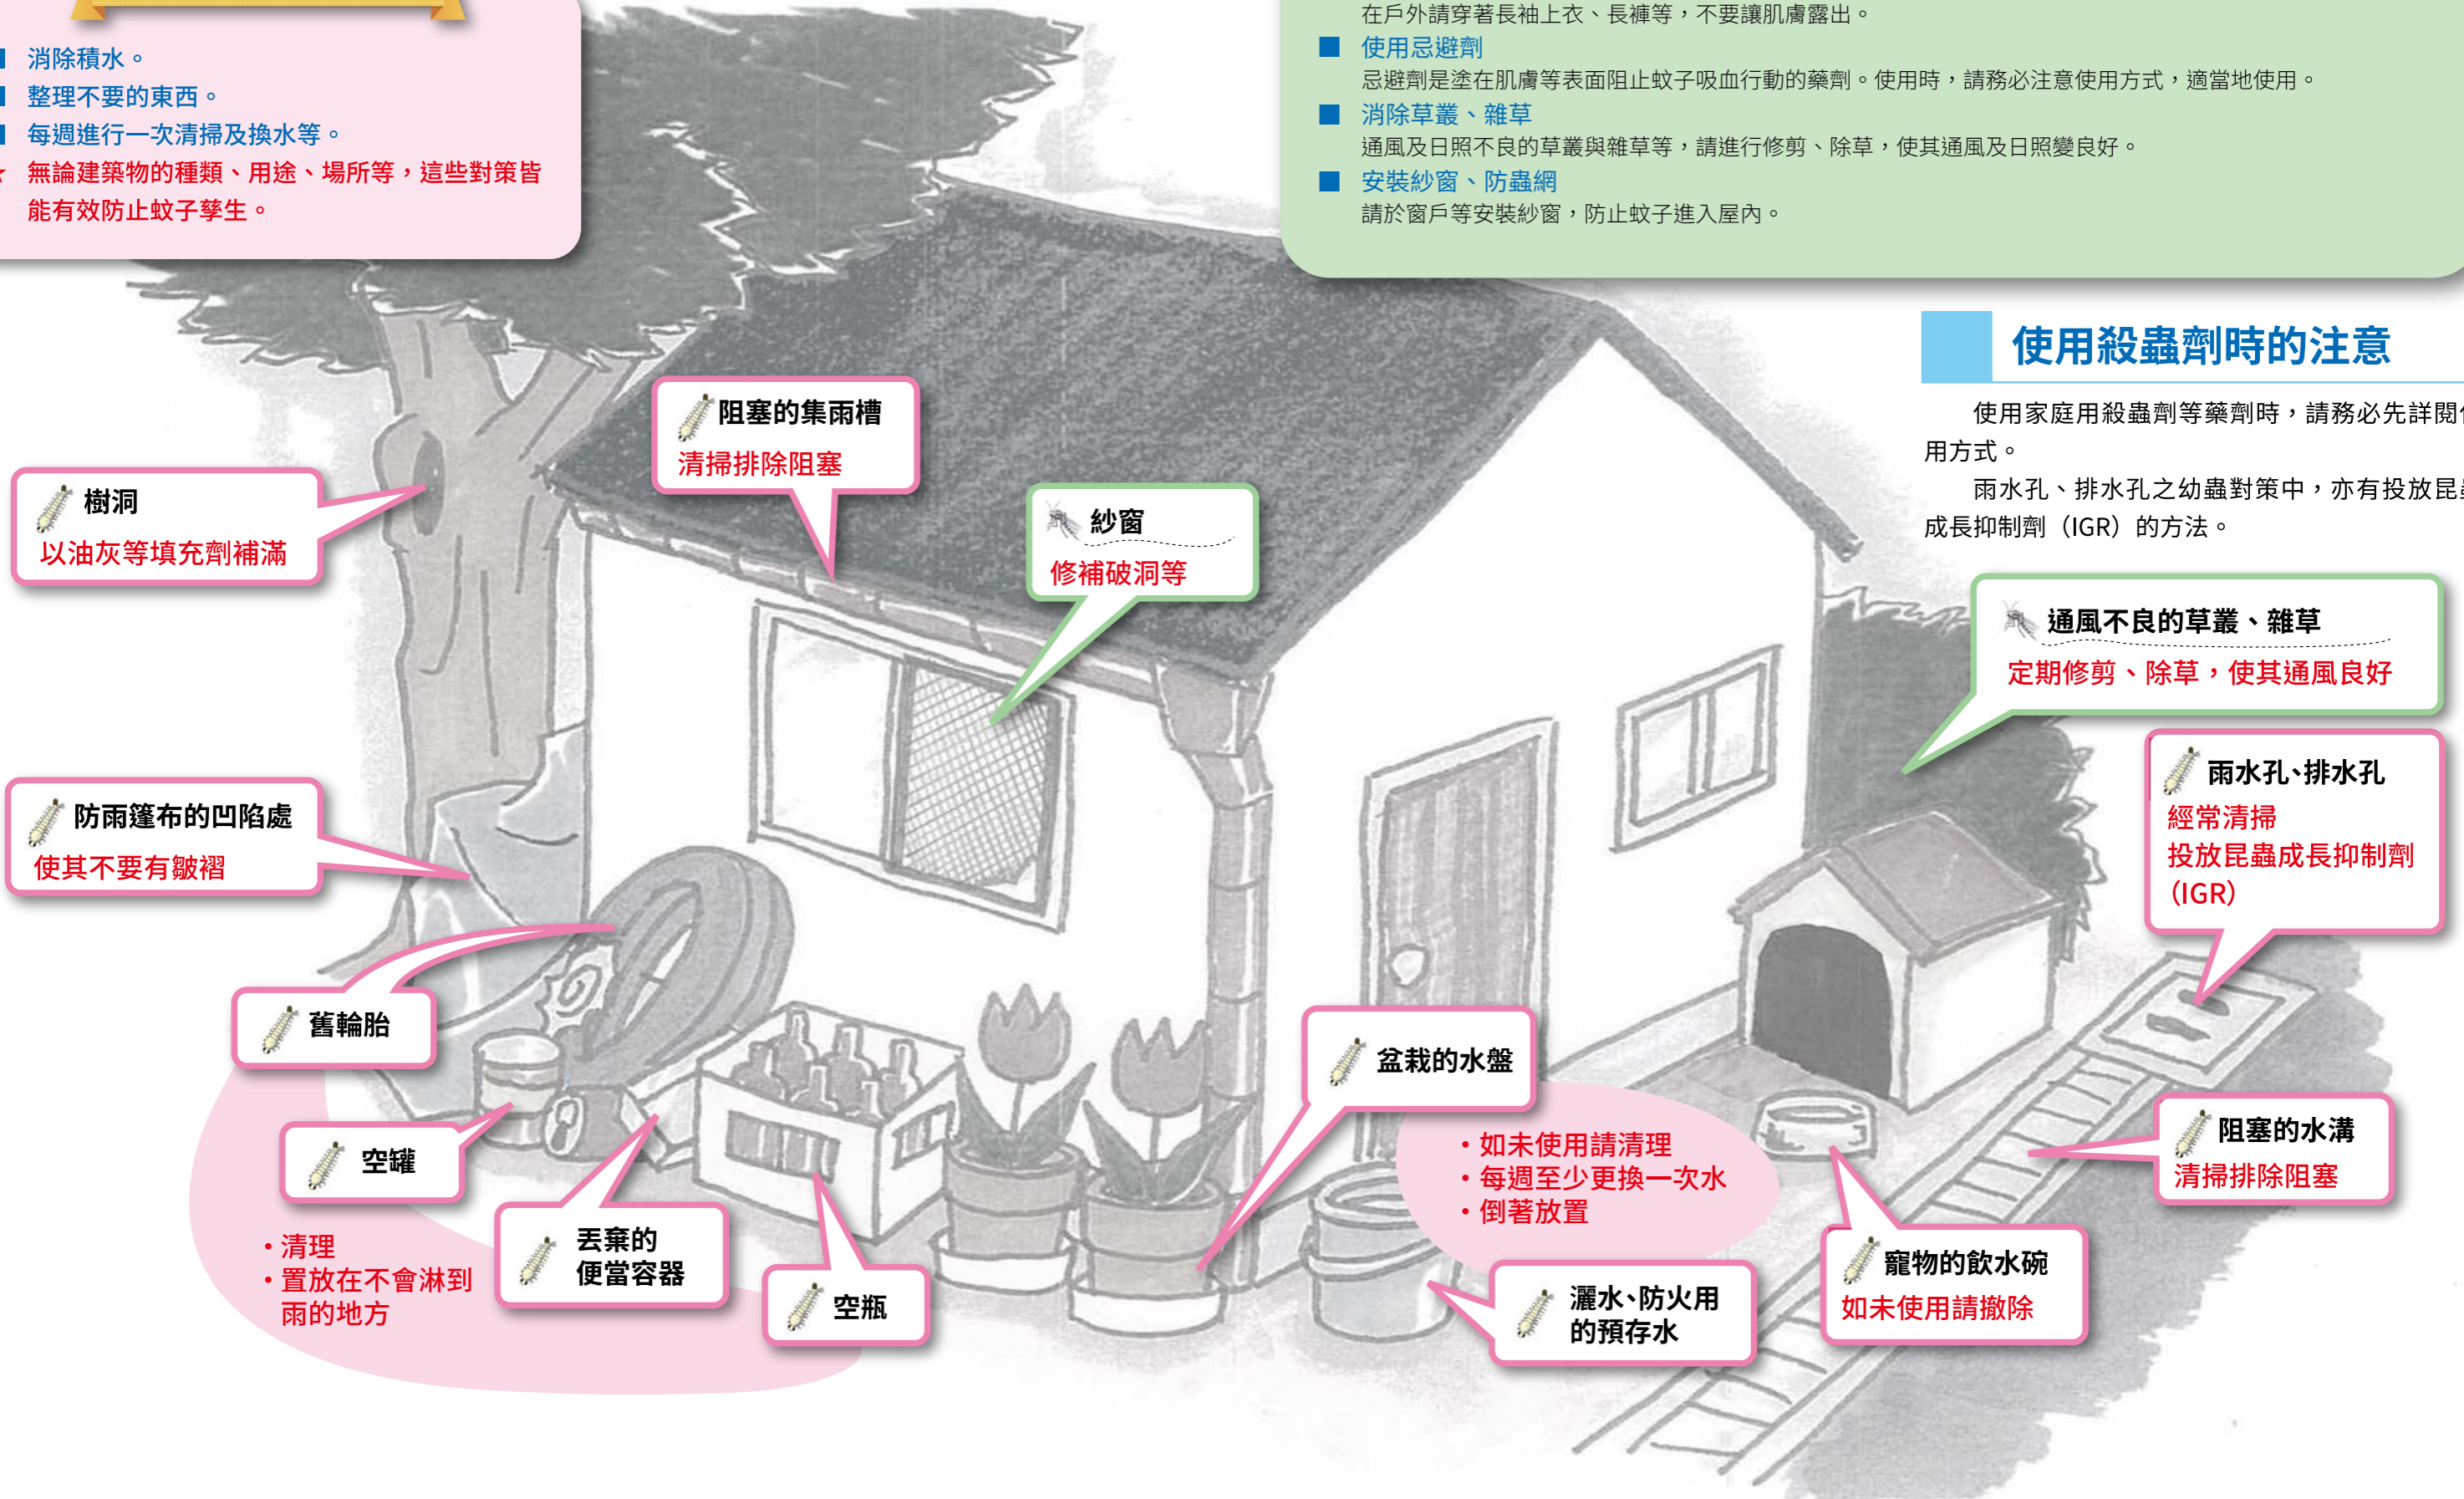 消除積水。
整理不要的東西。
每週進行一次清掃及換水等。
無論建築物的種類、用途、場所等，這些對策皆
能有效防止蚊子孳生。
在戶外請穿著長袖上衣、長褲等，不要讓肌膚露出。
■ 使用忌避劑
忌避劑是塗在肌膚等表面阻止蚊子吸血行動的藥劑。使用時，請務必注意使用方式，適當地使用。
■ 消除草叢、雜草
通風及日照不良的草叢與雜草等，請進行修剪、除草，使其通風及日照變良好。
■ 安裝紗窗、防蟲網
請於窗戶等安裝紗窗，防止蚊子進入屋內。
使用殺蟲劑時的注意
使用家庭用殺蟲劑等藥劑時，請務必先詳閱
用方式。
雨水孔、排水孔之幼蟲對策中，亦有投放昆
成長抑制劑（IGR）的方法。
阻塞的集雨槽
清掃排除阻塞
樹洞
以油灰等填充劑補滿
紗窗
修補破洞等
通風不良的草叢、雜草
定期修剪、除草，使其通風良好
雨水孔、排水孔
經常清掃
投放昆蟲成長抑制劑
（IGR）
防雨篷布的凹陷處
使其不要有皺褶
舊輪胎
空罐
・清理
・置放在不會淋到
雨的地方
丟棄的
便當容器
空瓶
盆栽的水盤
・如未使用請清理
・每週至少更換一次水
・倒著放置
灑水、防火用
的預存水
寵物的飲水碗
如未使用請撤除
阻塞的水溝
清掃排除阻塞